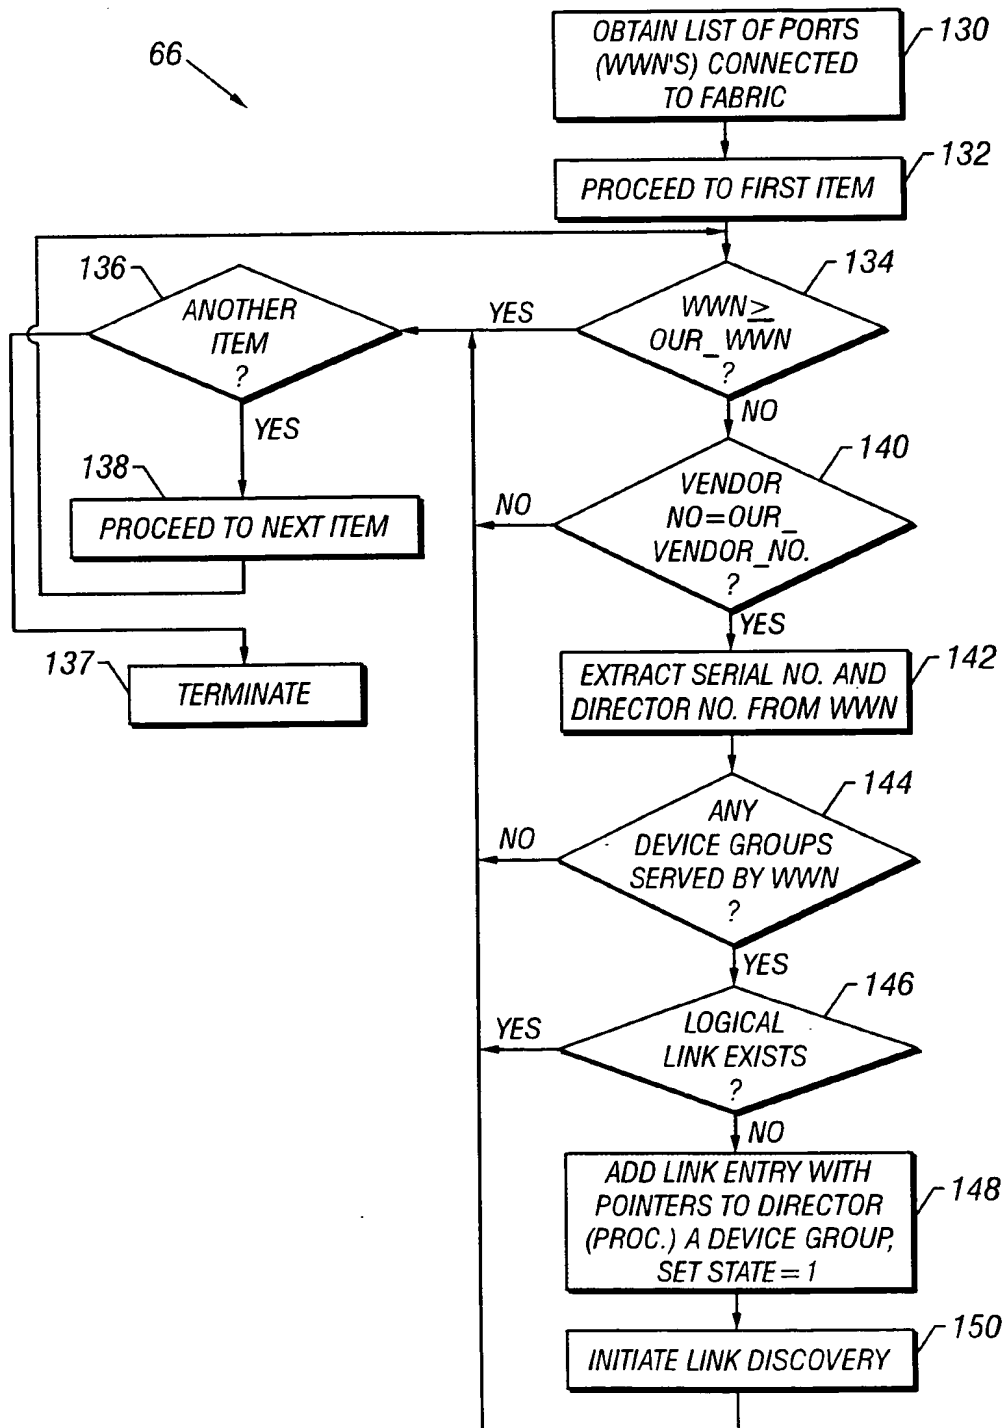 66
OBTAIN LIST OF PORTS
(WWN'S) CONNECTED
TO FABRIC
130
PROCEED TO FIRST ITEM
132
WWN≥
OUR_WWN
?
134
YES
NO
ANOTHER
ITEM
?
136
YES
PROCEED TO NEXT ITEM
138
TERMINATE
137
VENDOR
NO=OUR_
VENDOR_NO.
?
140
NO
YES
EXTRACT SERIAL NO. AND
DIRECTOR NO. FROM WWN
142
ANY
DEVICE GROUPS
SERVED BY WWN
?
144
NO
YES
LOGICAL
LINK EXISTS
?
146
YES
NO
ADD LINK ENTRY WITH
POINTERS TO DIRECTOR
(PROC.) A DEVICE GROUP,
SET STATE=1
148
INITIATE LINK DISCOVERY
150